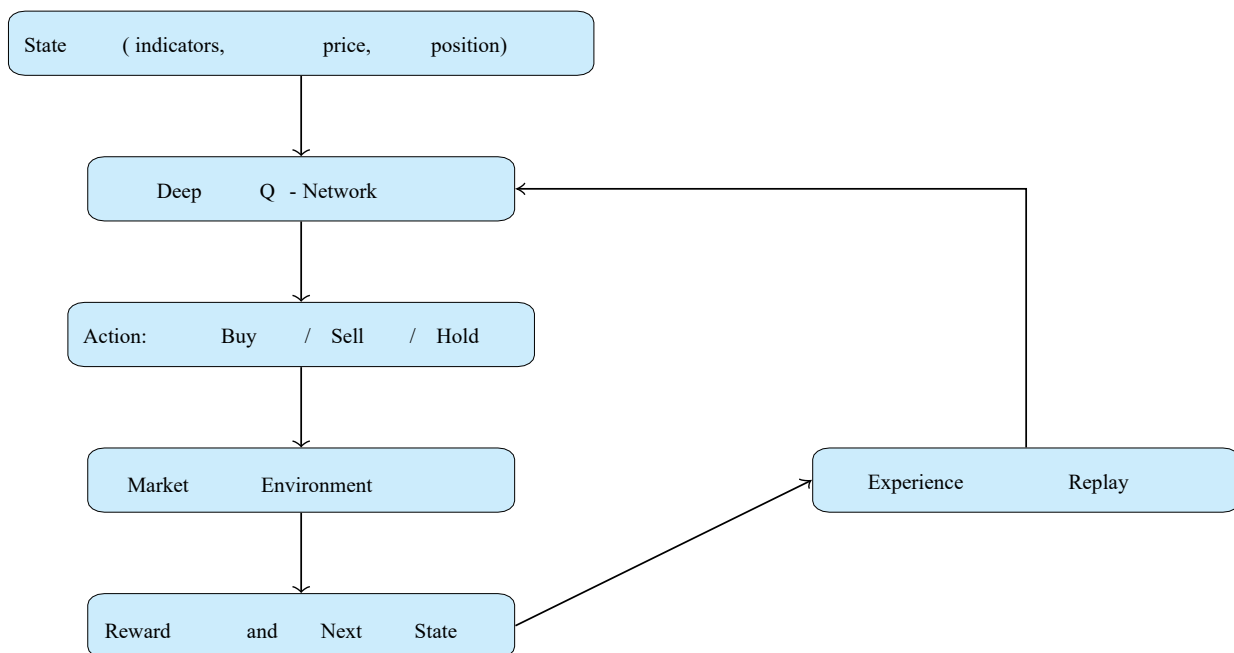 State ( indicators, price, position)
Deep Q - Network
Action: Buy / Sell / Hold
Market Environment
Experience Replay
Reward and Next State